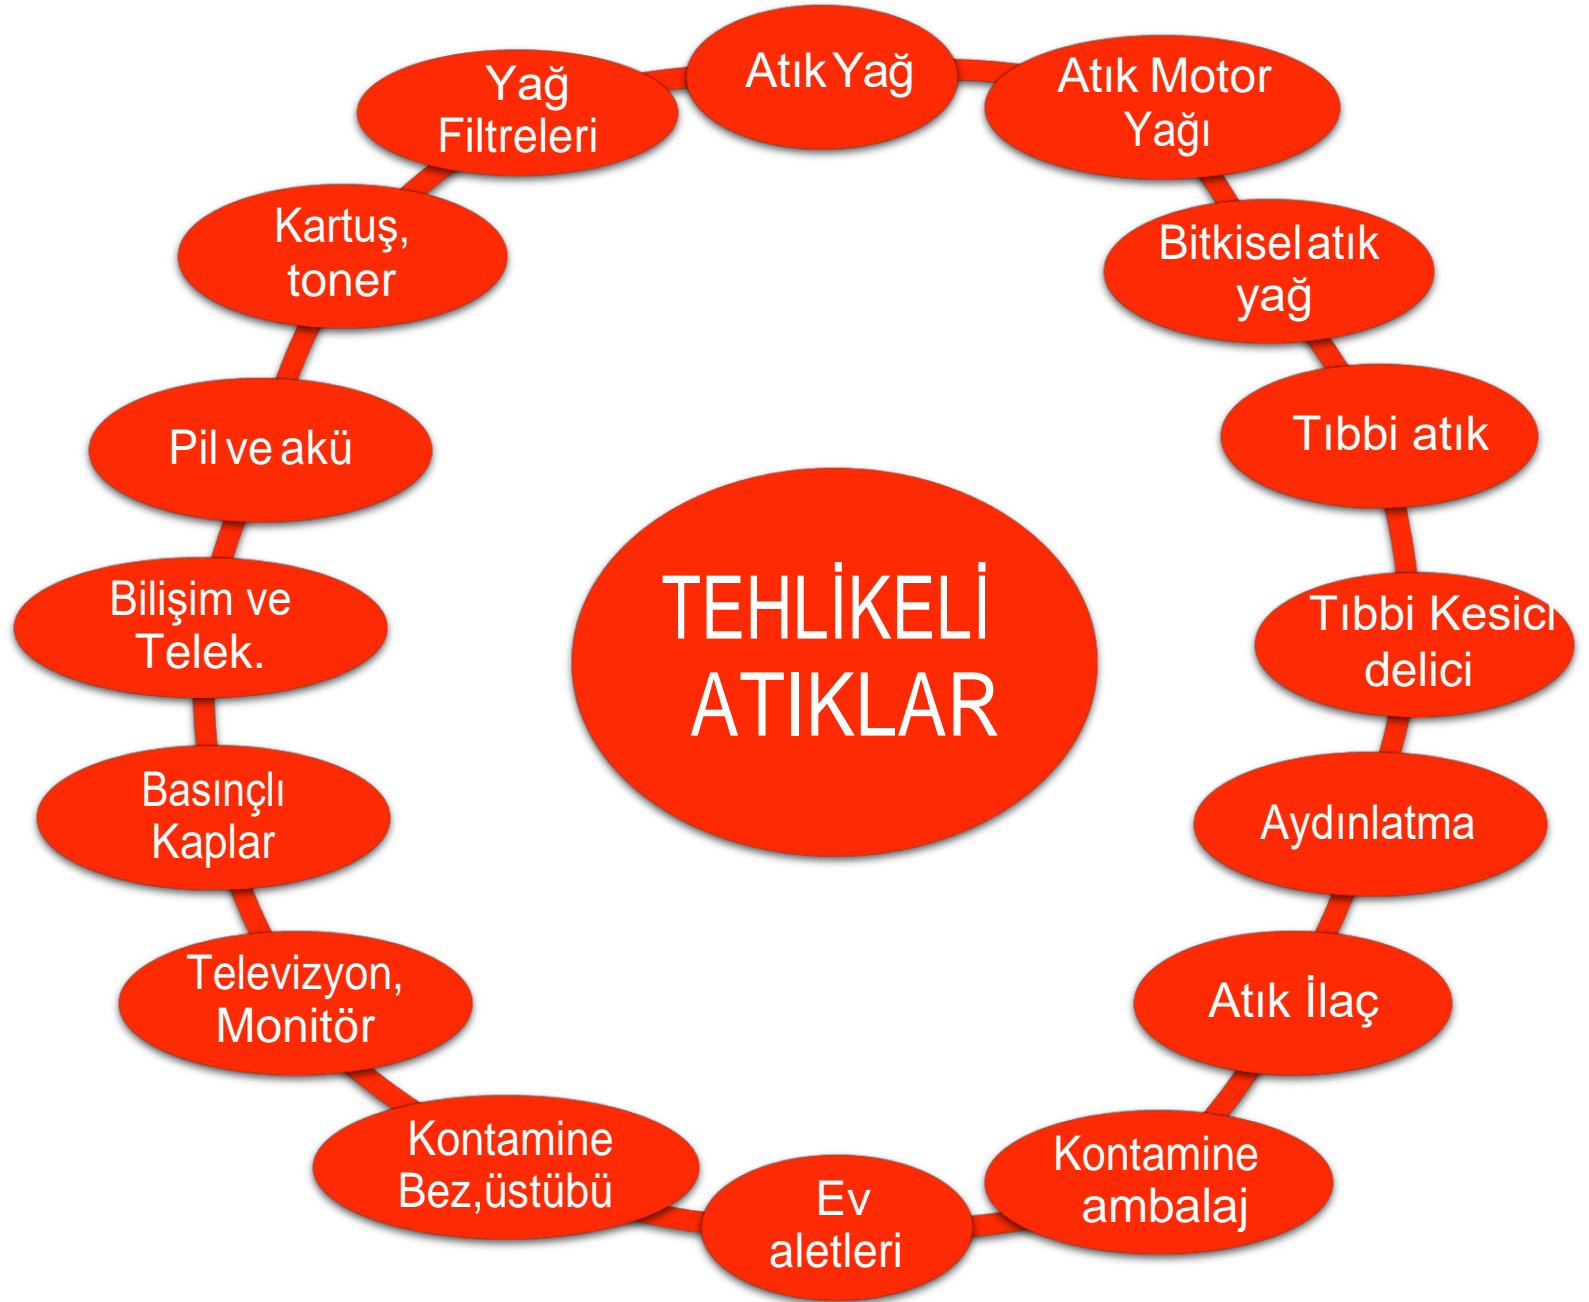 Atık Yağ
Atık Motor
Yağı
Bitkisel atık
yağ
Tıbbi atık
Tıbbi Kesici
delici
Aydınlatma
Atık İlaç
Kontamine
ambalaj
Ev
aletleri
Kontamine
Bez,üstübü
Televizyon,
Monitör
Basınçlı
Kaplar
Bilişim ve
Telek.
Pil ve akü
Kartuş,
toner
Yağ
Filtreleri
TEHLİKELİ
ATIKLAR